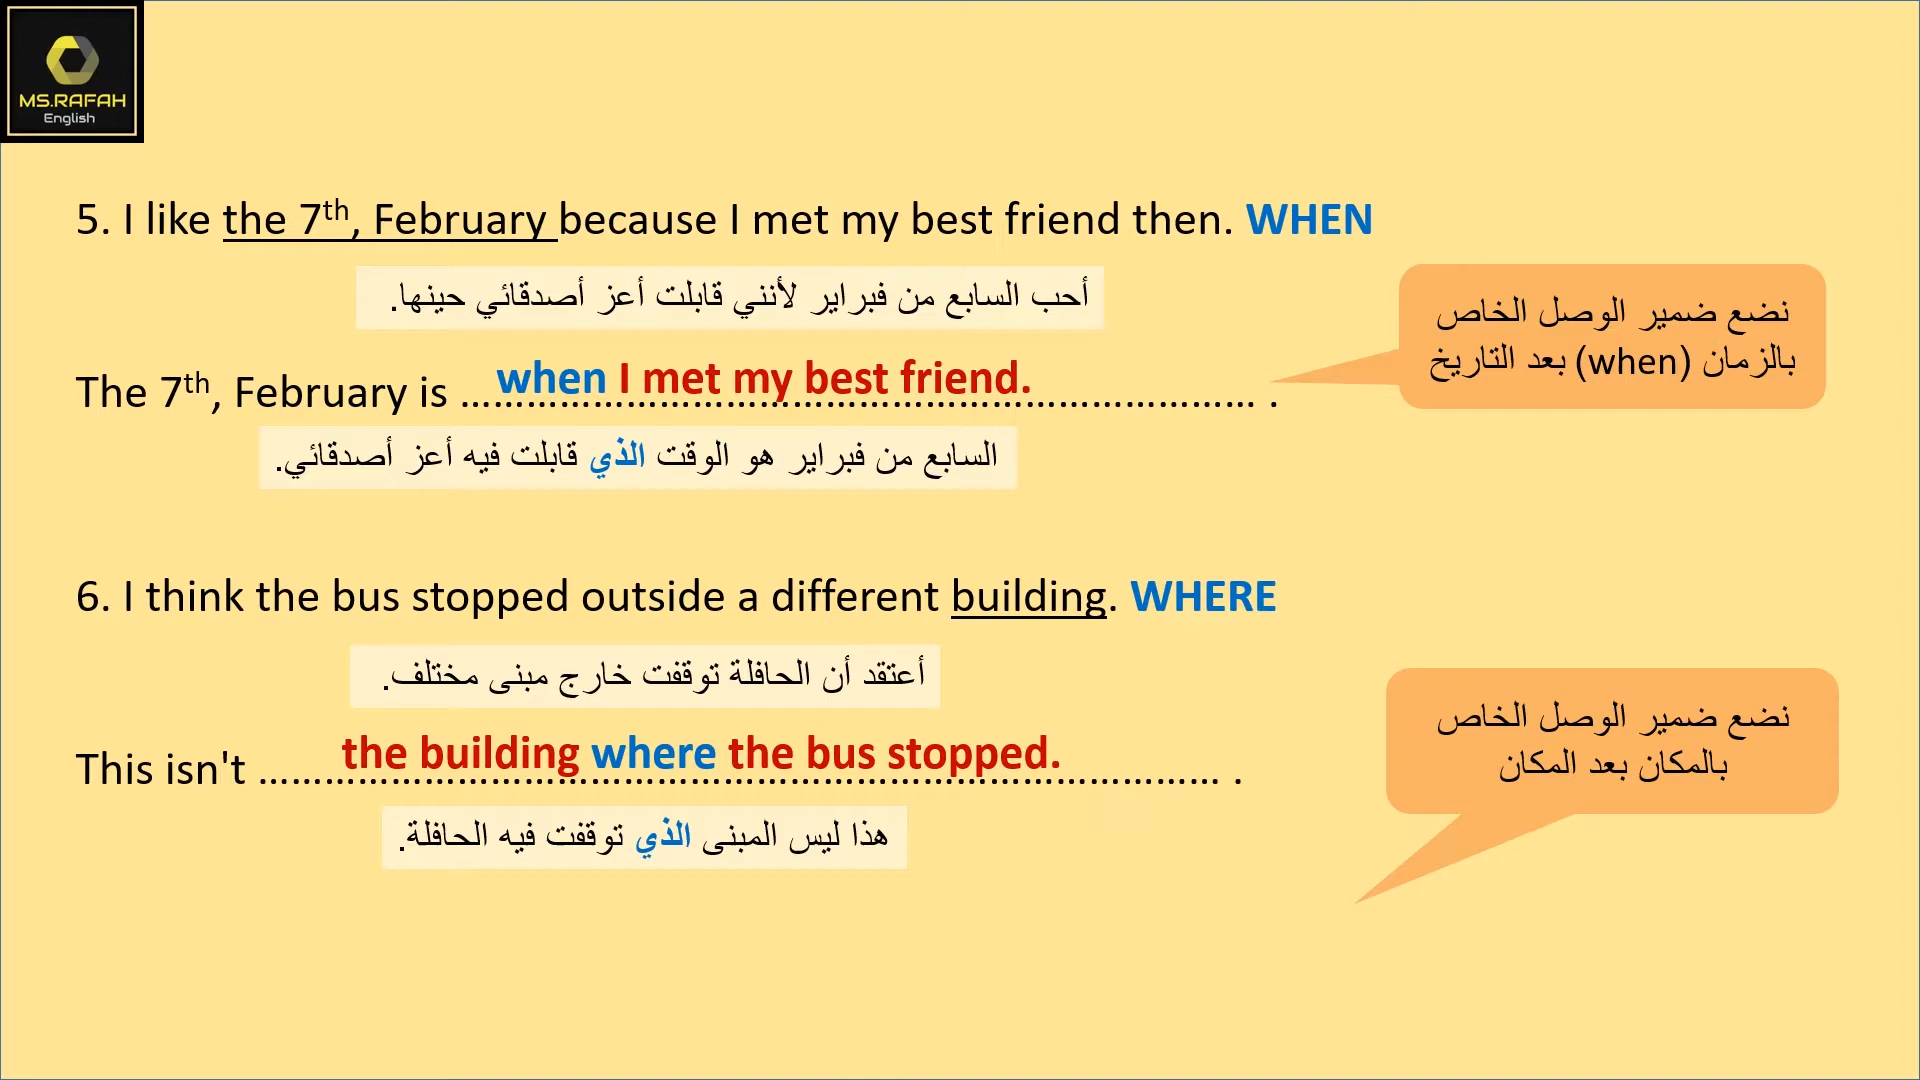 MS.RAFAH
English
5. I like the 7th, February because I met my best friend then. WHEN
أحب السابع من فبراير لأنني قابلت أعز أصدقائي حينها.
نضع ضمير الوصل الخاص
بالزمان (when) بعد التاريخ
The 7th, February is ................................................ .
when I met my best friend.
السابع من فبراير هو الوقت الذي قابلت فيه أعز أصدقائي.
6. I think the bus stopped outside a different building. WHERE
أعتقد أن الحافلة توقفت خارج مبنى مختلف.
نضع ضمير الوصل الخاص
بالمكان بعد المكان
This isn't ................................................ .
the building where the bus stopped.
هذا ليس المبنى الذي توقفت فيه الحافلة.